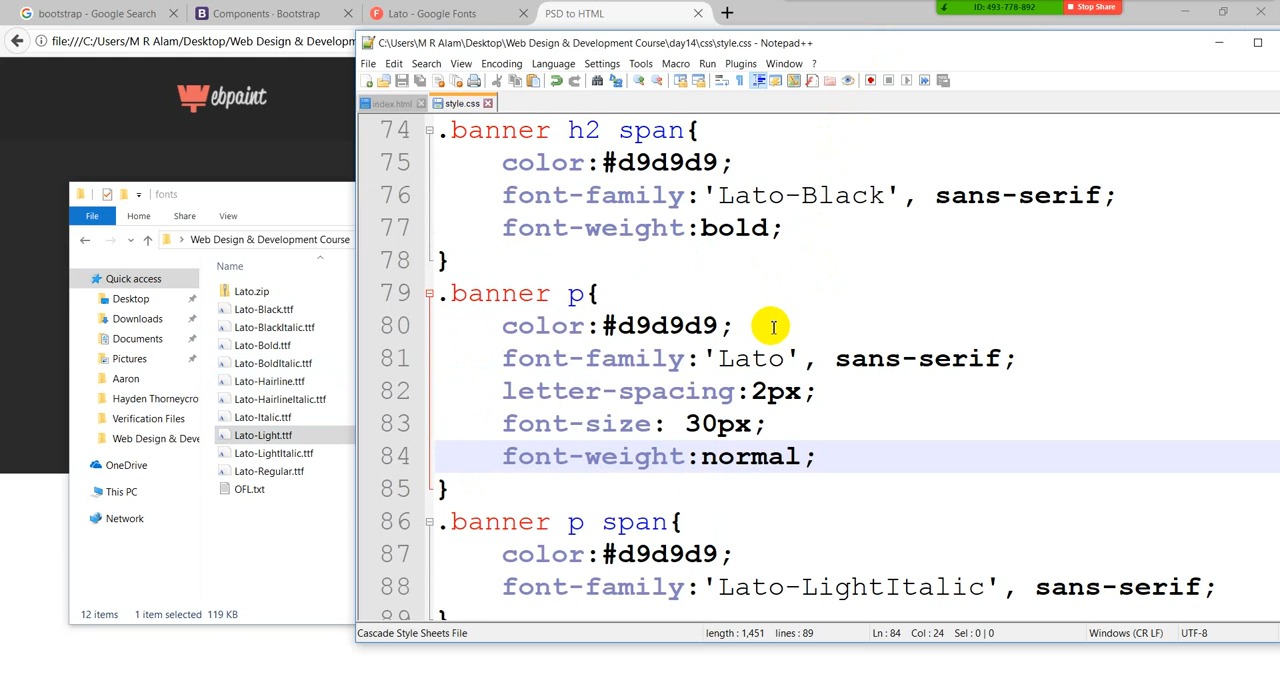 bootstrap - Google Search
Components · Bootstrap
Lato - Google Fonts
PSD to HTML
ID: 493-778-892
Stop Share
file:///C:/Users/M R Alam/Desktop/Web Design & Developm
ebpaint
C:\Users\M R Alam\Desktop\Web Design & Development Course\day14\css\style.css - Notepad++
File Edit Search View Encoding Language Settings Tools Macro Run Plugins Window ?
index.html
style.css
74 .banner h2 span{
75 color:#d9d9d9;
76 font-family:'Lato-Black', sans-serif;
77 font-weight:bold;
78 }
79 .banner p{
80 color:#d9d9d9;
81 font-family:'Lato', sans-serif;
82 letter-spacing:2px;
83 font-size: 30px;
84 font-weight:normal;
85 }
86 .banner p span{
87 color:#d9d9d9;
88 font-family:'Lato-LightItalic', sans-serif;
89 }
Cascade Style Sheets File
length : 1,451 lines : 89
Ln : 84 Col : 24 Sel : 0 | 0
Windows (CR LF)
UTF-8
fonts
File Home Share View
Web Design & Development Course
Quick access
Desktop
Downloads
Documents
Pictures
Aaron
Hayden Thorneycro
Verification Files
Web Design & Deve
OneDrive
This PC
Network
Name
Lato.zip
Lato-Black.ttf
Lato-BlackItalic.ttf
Lato-Bold.ttf
Lato-BoldItalic.ttf
Lato-Hairline.ttf
Lato-HairlineItalic.ttf
Lato-Italic.ttf
Lato-Light.ttf
Lato-LightItalic.ttf
Lato-Regular.ttf
OFL.txt
12 items 1 item selected 119 KB